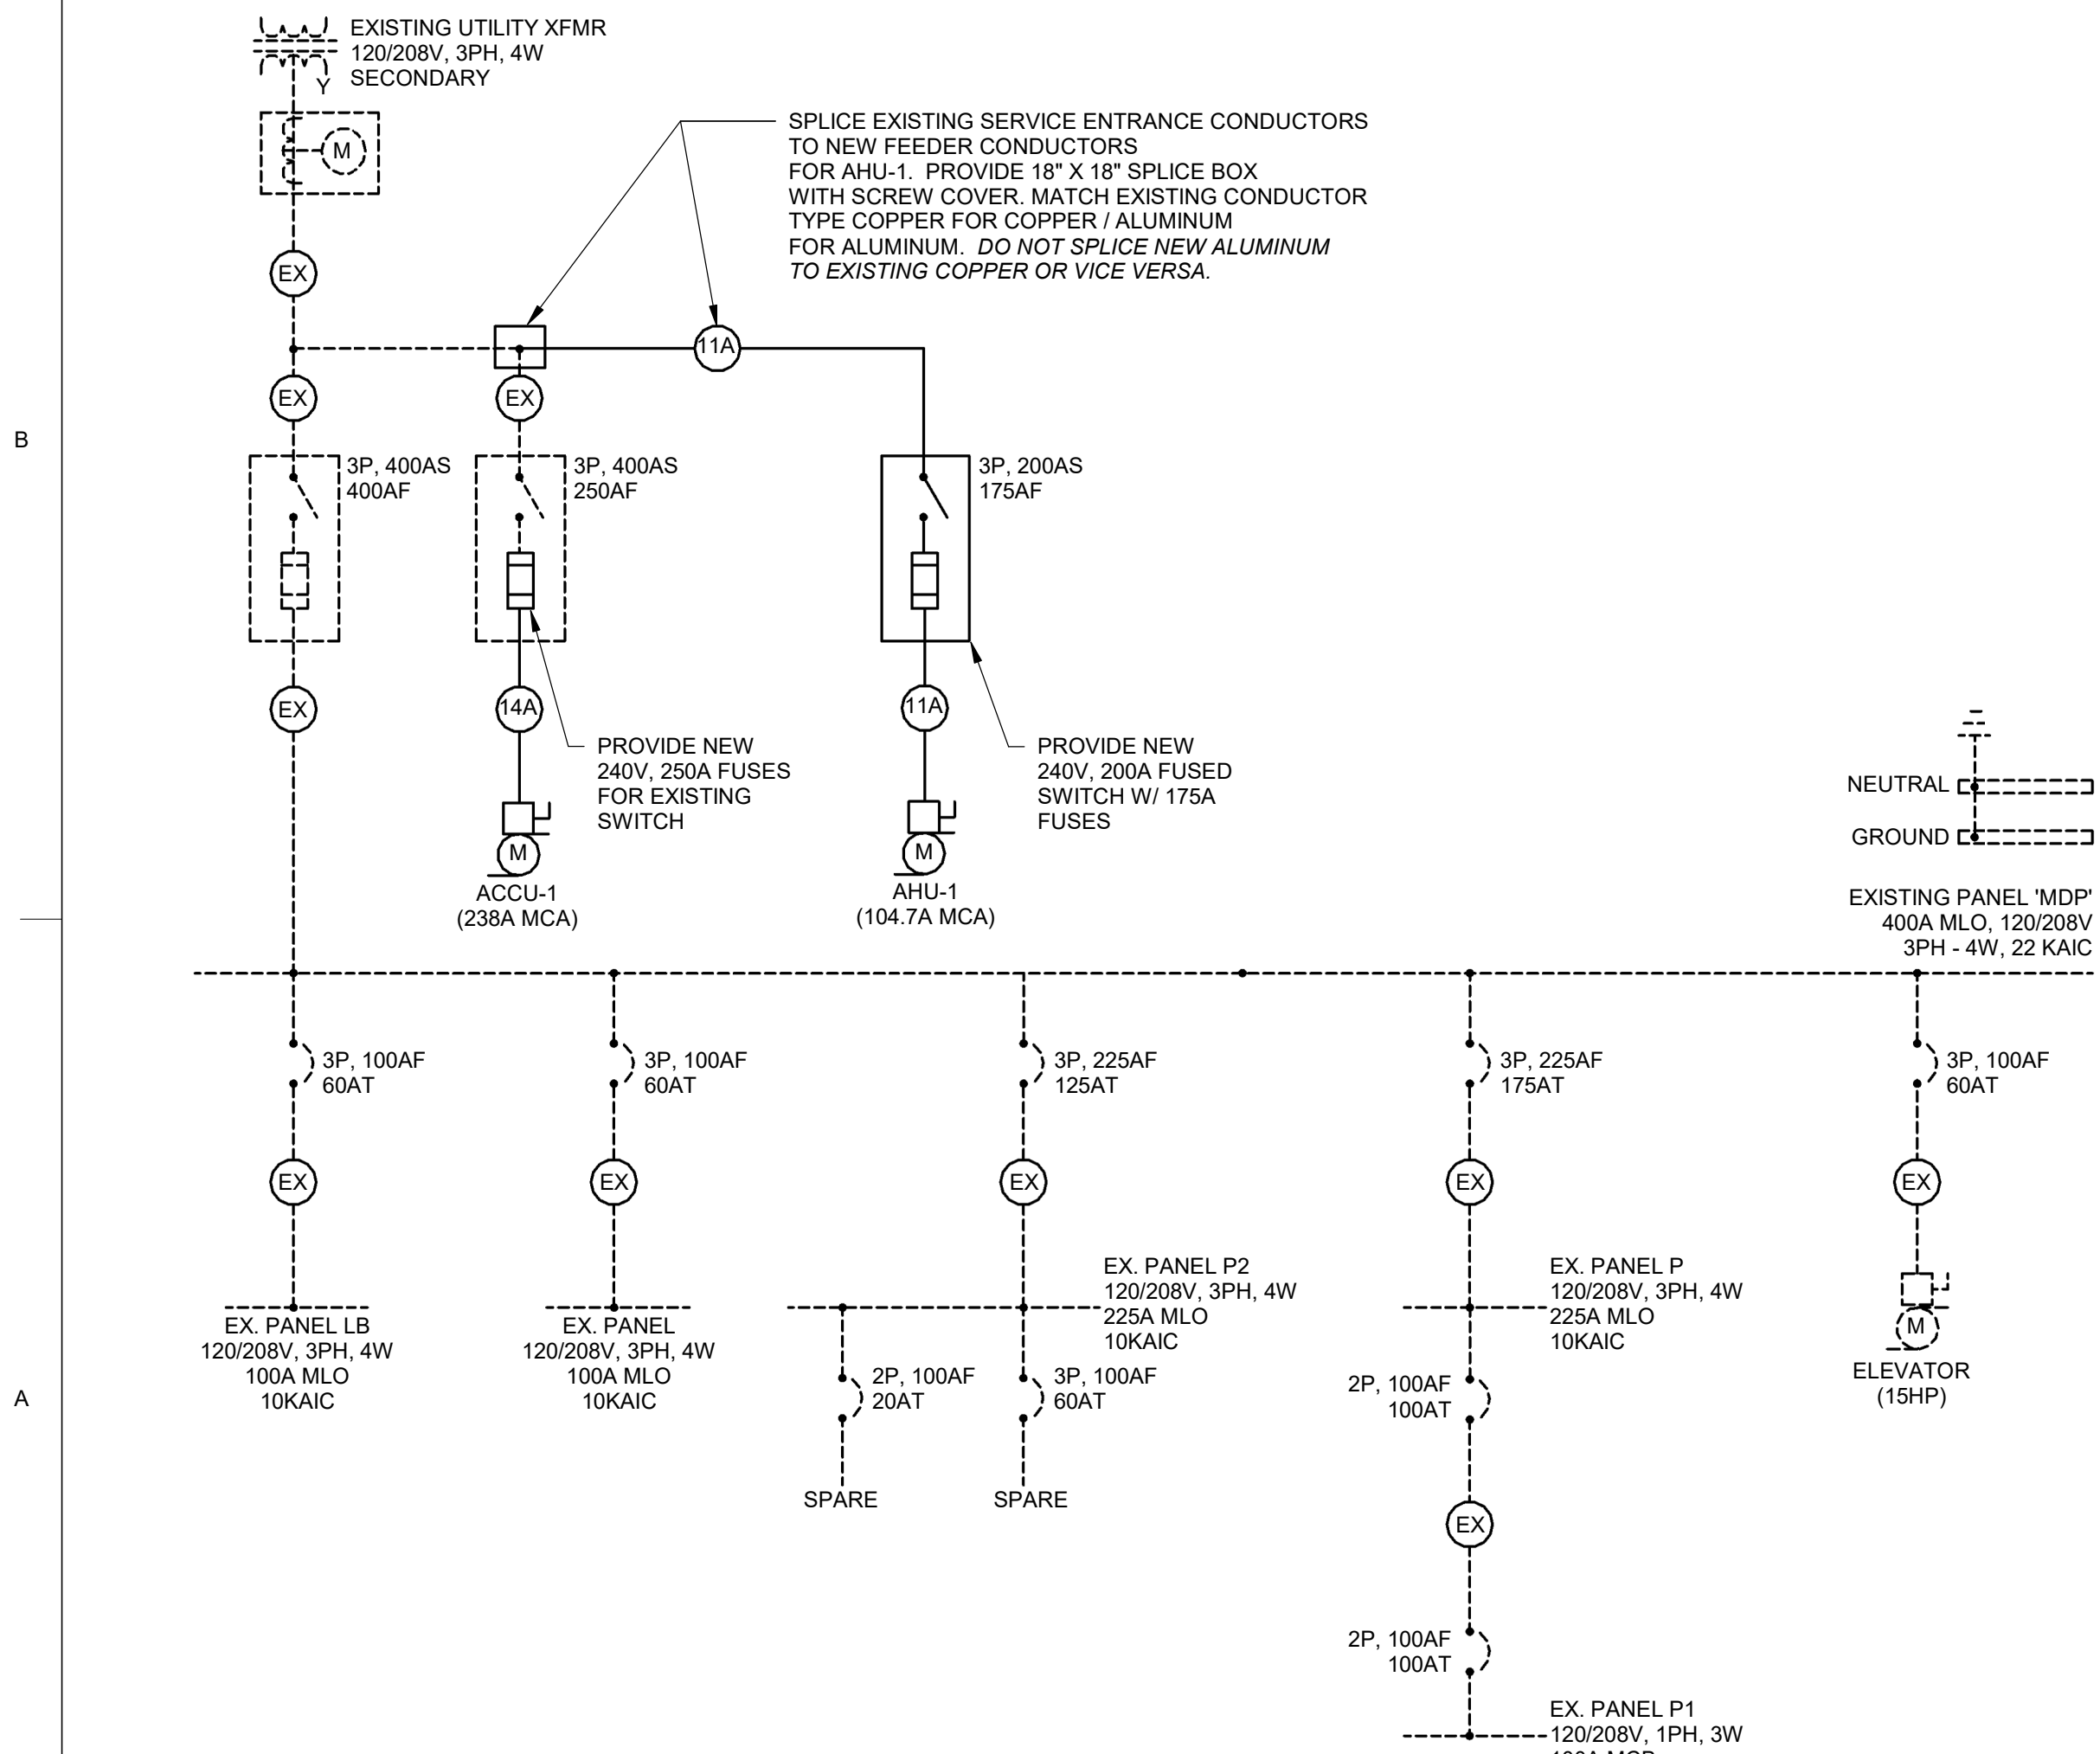 EXISTING UTILITY XFMR
120/208V, 3PH, 4W
SECONDARY
Y
M
SPLICE EXISTING SERVICE ENTRANCE CONDUCTORS
TO NEW FEEDER CONDUCTORS
FOR AHU-1. PROVIDE 18" X 18" SPLICE BOX
WITH SCREW COVER. MATCH EXISTING CONDUCTOR
TYPE COPPER FOR COPPER / ALUMINUM
FOR ALUMINUM. DO NOT SPLICE NEW ALUMINUM
TO EXISTING COPPER OR VICE VERSA.
EX
11A
EX
EX
B
3P, 400AS
400AF
3P, 400AS
250AF
3P, 200AS
175AF
EX
14A
11A
PROVIDE NEW
240V, 250A FUSES
FOR EXISTING
SWITCH
PROVIDE NEW
240V, 200A FUSED
SWITCH W/ 175A
FUSES
M
ACCU-1
(238A MCA)
M
AHU-1
(104.7A MCA)
NEUTRAL
GROUND
EXISTING PANEL 'MDP'
400A MLO, 120/208V
3PH - 4W, 22 KAIC
3P, 100AF
60AT
3P, 100AF
60AT
3P, 225AF
125AT
3P, 225AF
175AT
3P, 100AF
60AT
EX
EX
EX
EX
EX
EX. PANEL LB
120/208V, 3PH, 4W
100A MLO
10KAIC
EX. PANEL
120/208V, 3PH, 4W
100A MLO
10KAIC
EX. PANEL P2
120/208V, 3PH, 4W
225A MLO
10KAIC
EX. PANEL P
120/208V, 3PH, 4W
225A MLO
10KAIC
M
ELEVATOR
(15HP)
A
2P, 100AF
20AT
3P, 100AF
60AT
2P, 100AF
100AT
SPARE
SPARE
EX
2P, 100AF
100AT
EX. PANEL P1
120/208V, 1PH, 3W